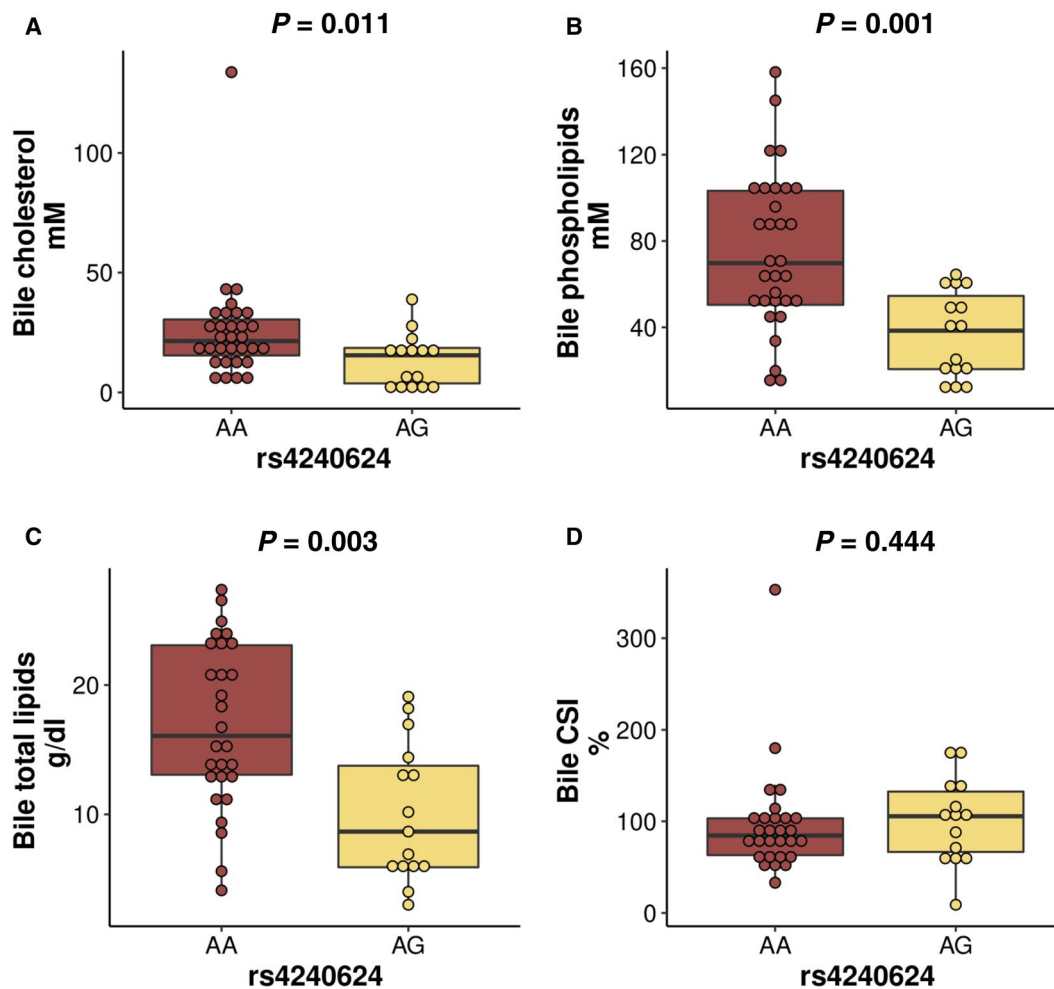 A
P = 0.011
Bile cholesterol
mM
100
50
0
AA
AG
rs4240624
B
P = 0.001
Bile phospholipids
mM
160
120
80
40
AA
AG
rs4240624
C
P = 0.003
Bile total lipids
g/dl
20
10
AA
AG
rs4240624
D
P = 0.444
Bile CSI
%
300
200
100
0
AA
AG
rs4240624